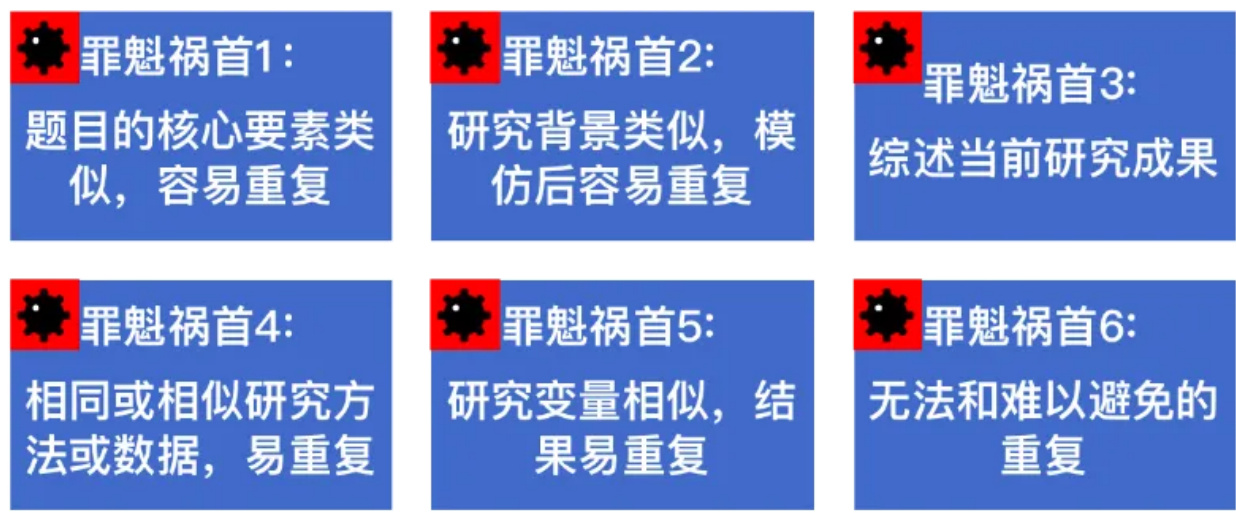 罪魁祸首1：
题目的核心要素类
似，容易重复
罪魁祸首2:
研究背景类似，模
仿后容易重复
罪魁祸首3:
综述当前研究成果
罪魁祸首4:
相同或相似研究方
法或数据，易重复
罪魁祸首5:
研究变量相似，结
果易重复
罪魁祸首6:
无法和难以避免的
重复